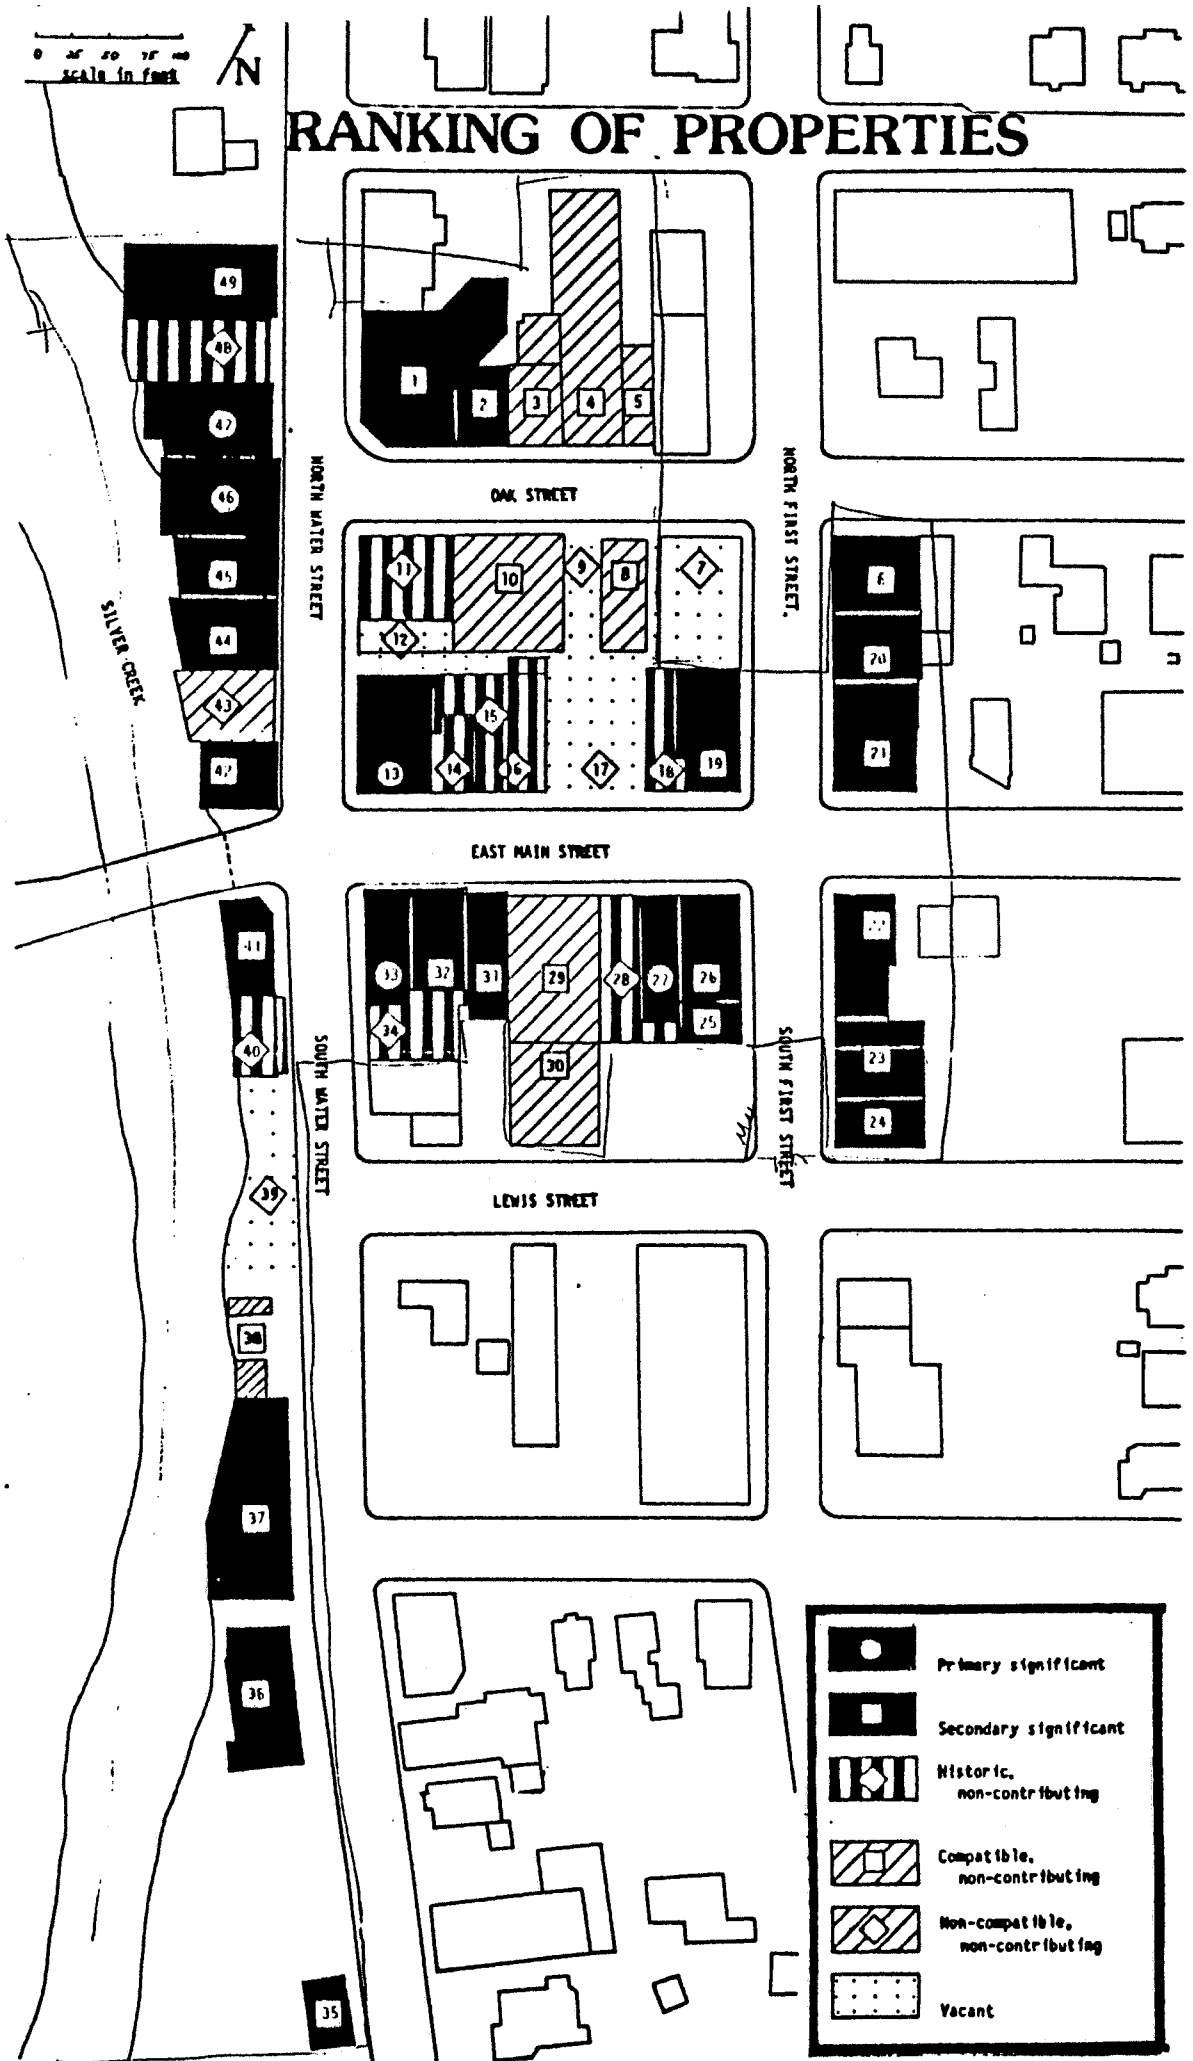 0 25 50 75 100
scale in feet
N
RANKING OF PROPERTIES
49
48
47
46
45
44
43
42
1
2
3
4
5
NORTH WATER STREET
OAK STREET
NORTH FIRST STREET.
SILVER CREEK
11
10
9
8
7
12
6
20
21
13
14
15
16
17
18
19
EAST MAIN STREET
41
40
33
32
31
29
28
27
26
25
34
30
22
23
24
SOUTH WATER STREET
SOUTH FIRST STREET
39
LEWIS STREET
38
37
36
35
Primary significant
Secondary significant
Historic,
non-contributing
Compatible,
non-contributing
Non-compatible,
non-contributing
Vacant